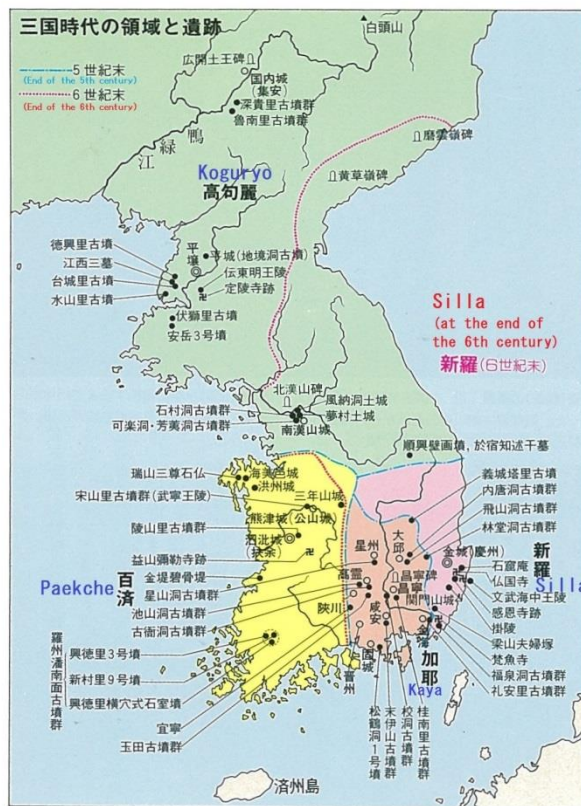 三国時代の領域と遺跡
5世紀末
(End of the 5th century)
6世紀末
(End of the 6th century)
白頭山
広開土王碑
国内城
(集安)
深貴里古墳群
魯南里古墳群
鴨
緑
江
磨雲嶺碑
黄草嶺碑
Koguryo
高句麗
平壌
平城(地境洞古墳)
伝東明王陵
定陵寺跡
徳興里古墳
江西三墓
台城里古墳
水山里古墳
伏獅里古墳
安岳3号墳
Silla
(at the end of
the 6th century)
新羅(6世紀末)
北漢山碑
風納洞土城
夢村土城
南漢山城
石村洞古墳群
可楽洞・芳荑洞古墳群
順興壁画墳,於宿知述干墓
海美邑城
洪州城
三年山城
瑞山三尊石仏
宋山里古墳群(武寧王陵)
熊津城(公山城)
陵山里古墳群
泗沘城
(扶余)
益山彌勒寺跡
金堤碧骨堤
星山洞古墳群
池山洞古墳群
古衙洞古墳群
Paekche
百済
羅州潘南面古墳群
興徳里3号墳
新村里9号墳
興徳里横穴式石室墳
宜寧
玉田古墳群
義城塔里古墳
内唐洞古墳群
飛山洞古墳群
林堂洞古墳群
星州
大邱
高霊
昌寧碑
昌寧
陜川
咸安
固城
晋州
関門山城
金海
金城(慶州)
新羅
Silla
石窟庵
仏国寺
文武海中王陵
感恩寺跡
掛陵
梁山夫婦塚
梵魚寺
福泉洞古墳群
礼安里古墳群
加耶
Kaya
桂南里古墳群
校洞古墳群
末伊山古墳群
松鶴洞1号墳
済州島